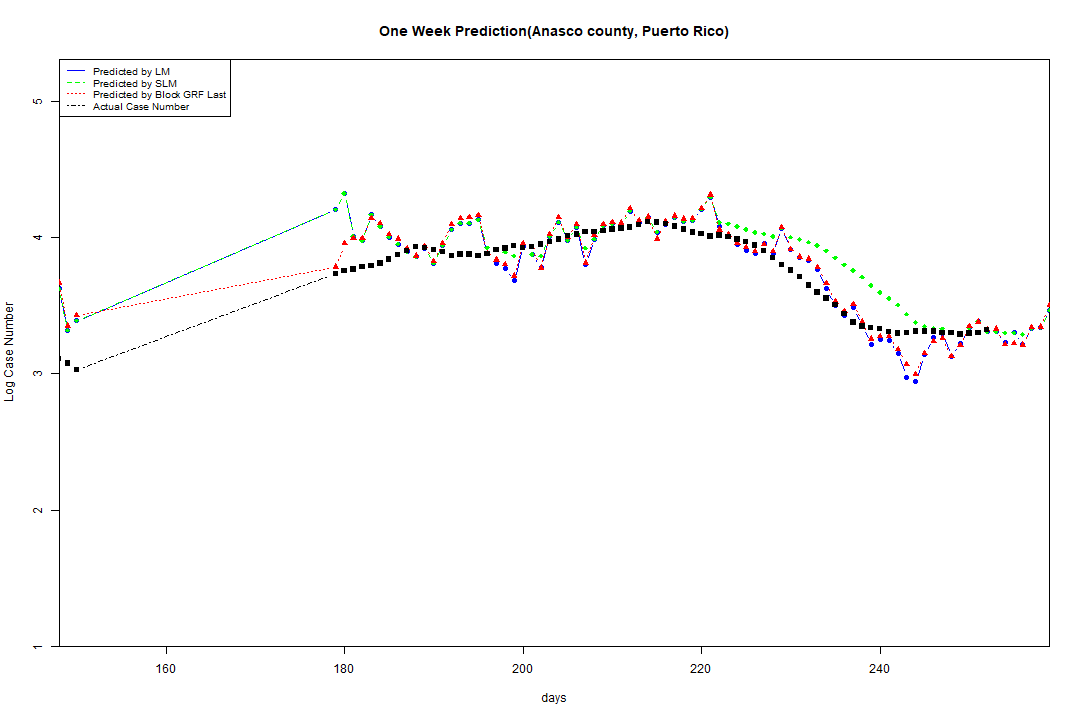 One Week Prediction(Anasco county, Puerto Rico)
Predicted by LM
Predicted by SLM
Predicted by Block GRF Last
Actual Case Number
5
4
3
2
1
Log Case Number
160 180 200 220 240
days